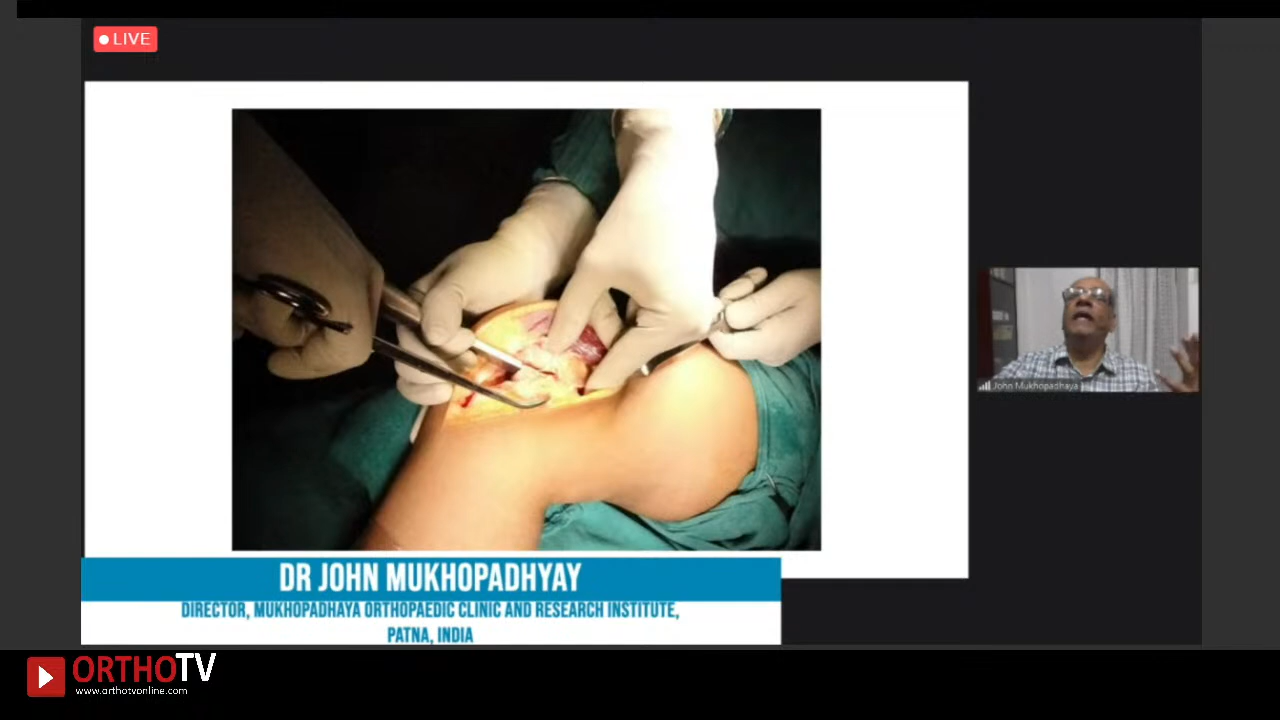 LIVE
John Mukhopadhaya
DR JOHN MUKHOPADHYAY
DIRECTOR, MUKHOPADHAYA ORTHOPAEDIC CLINIC AND RESEARCH INSTITUTE,
PATNA, INDIA
ORTHOTV
www.orthotvonline.com